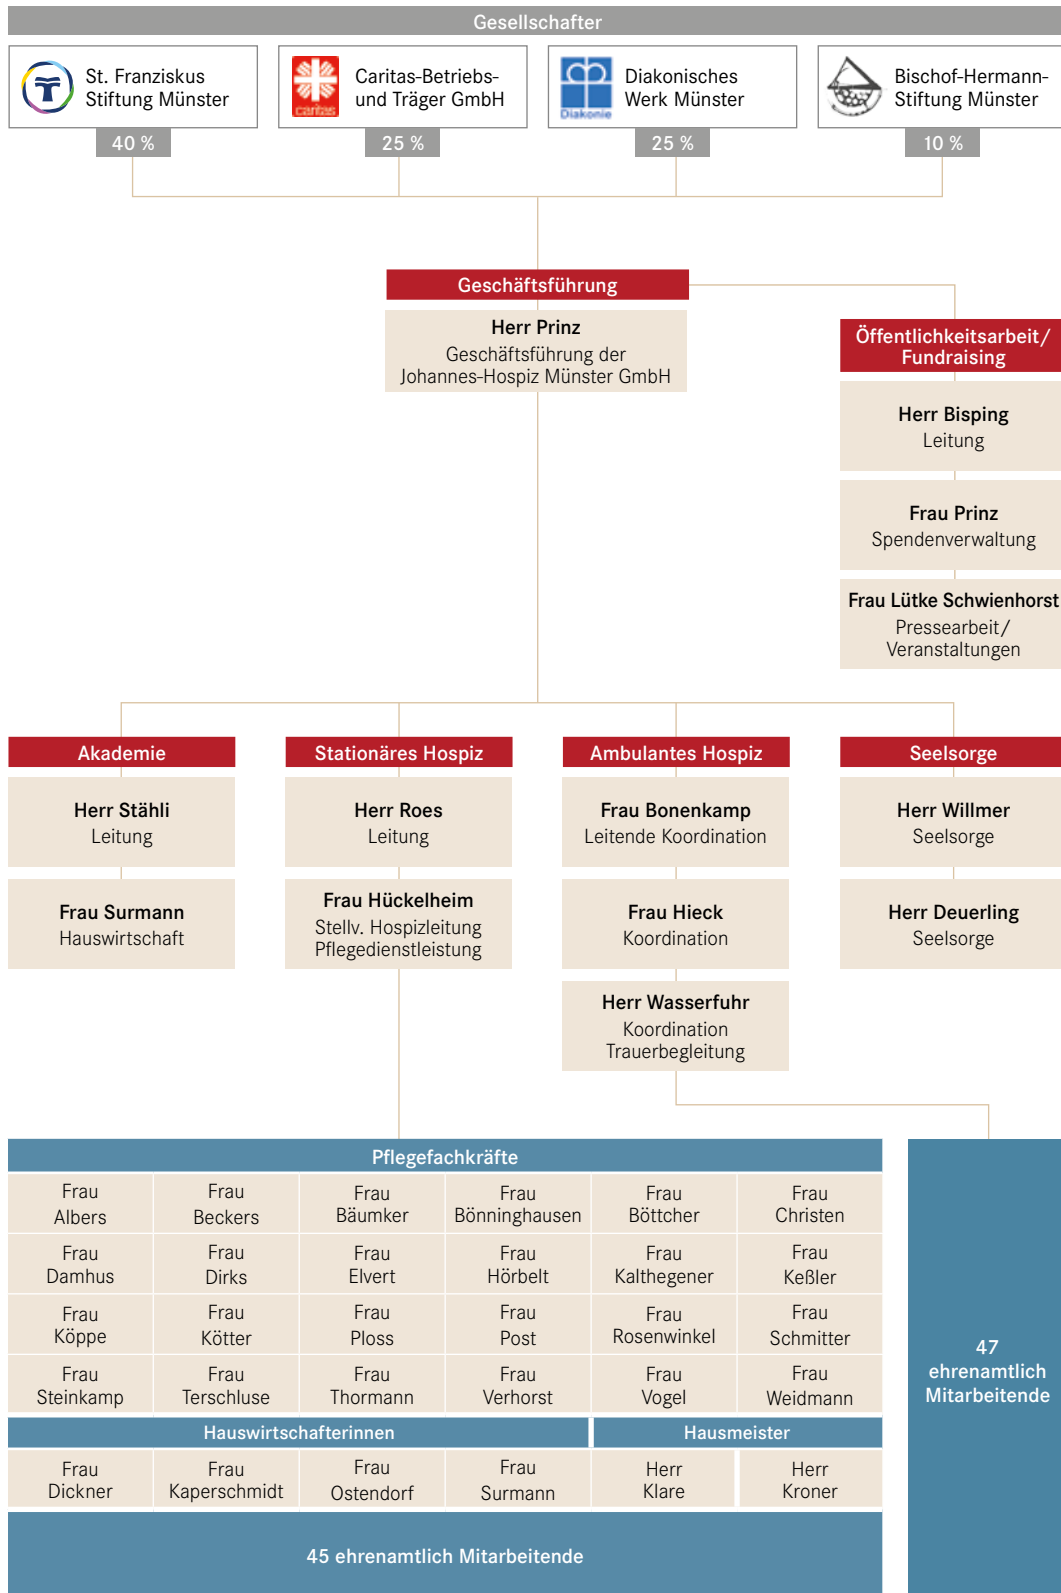 Gesellschafter
St. Franziskus
Stiftung Münster
caritas
Caritas-Betriebs-
und Träger GmbH
Diakonie
Diakonisches
Werk Münster
Bischof-Hermann-
Stiftung Münster
40 %
25 %
25 %
10 %
Geschäftsführung
Herr Prinz
Geschäftsführung der
Johannes-Hospiz Münster GmbH
Öffentlichkeitsarbeit/
Fundraising
Herr Bisping
Leitung
Frau Prinz
Spendenverwaltung
Frau Lütke Schwienhorst
Pressearbeit/
Veranstaltungen
Akademie
Herr Stähli
Leitung
Frau Surmann
Hauswirtschaft
Stationäres Hospiz
Herr Roes
Leitung
Frau Hückelheim
Stellv. Hospizleitung
Pflegedienstleistung
Ambulantes Hospiz
Frau Bonenkamp
Leitende Koordination
Frau Hieck
Koordination
Herr Wasserfuhr
Koordination
Trauerbegleitung
Seelsorge
Herr Willmer
Seelsorge
Herr Deuerling
Seelsorge
Pflegefachkräfte
Frau
Albers
Frau
Beckers
Frau
Bäumker
Frau
Bönninghausen
Frau
Böttcher
Frau
Christen
Frau
Damhus
Frau
Dirks
Frau
Elvert
Frau
Hörbelt
Frau
Kalthegener
Frau
Keßler
Frau
Köppe
Frau
Kötter
Frau
Ploss
Frau
Post
Frau
Rosenwinkel
Frau
Schmitter
Frau
Steinkamp
Frau
Terschluse
Frau
Thormann
Frau
Verhorst
Frau
Vogel
Frau
Weidmann
Hauswirtschafterinnen
Hausmeister
Frau
Dickner
Frau
Kaperschmidt
Frau
Ostendorf
Frau
Surmann
Herr
Klare
Herr
Kroner
45 ehrenamtlich Mitarbeitende
47
ehrenamtlich
Mitarbeitende